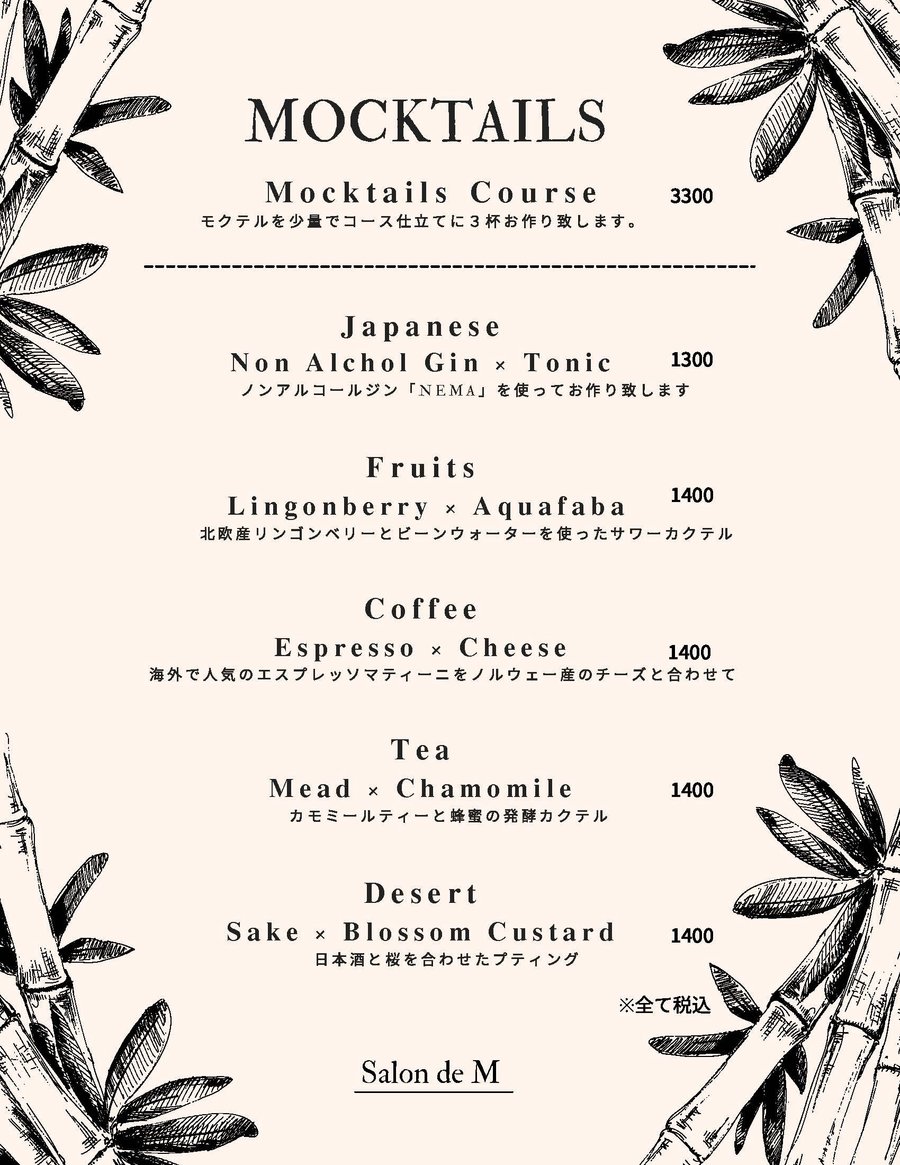 MOCKTAILS
Mocktails Course 3300
モクテルを少量でコース仕立てに３杯お作り致します。
Japanese
Non Alchol Gin × Tonic 1300
ノンアルコールジン「NEMA」を使ってお作り致します
Fruits
Lingonberry × Aquafaba 1400
北欧産リンゴンベリーとビーンウォーターを使ったサワーカクテル
Coffee
Espresso × Cheese 1400
海外で人気のエスプレッソマティーニをノルウェー産のチーズと合わせて
Tea
Mead × Chamomile 1400
カモミールティーと蜂蜜の発酵カクテル
Desert
Sake × Blossom Custard 1400
日本酒と桜を合わせたプティング
※全て税込
Salon de M